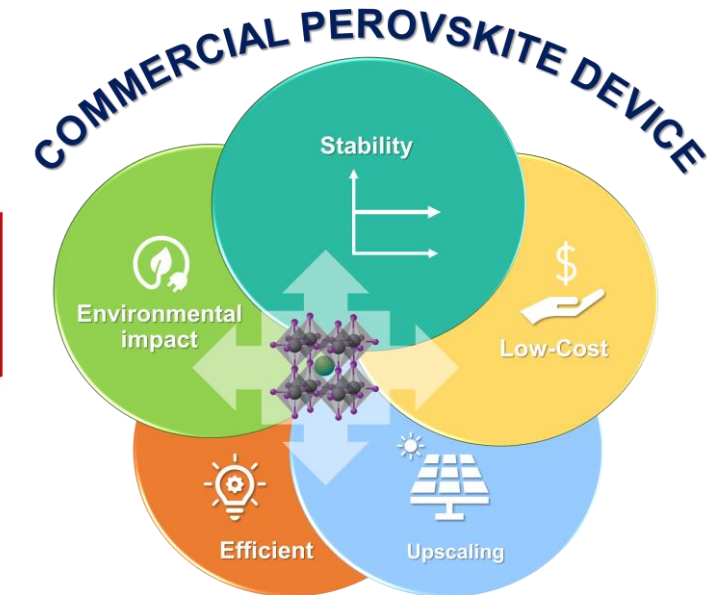 COMMERCIAL PEROVSKITE DEVICE
Stability
Environmental
impact
$
Low-Cost
Efficient
Upscaling